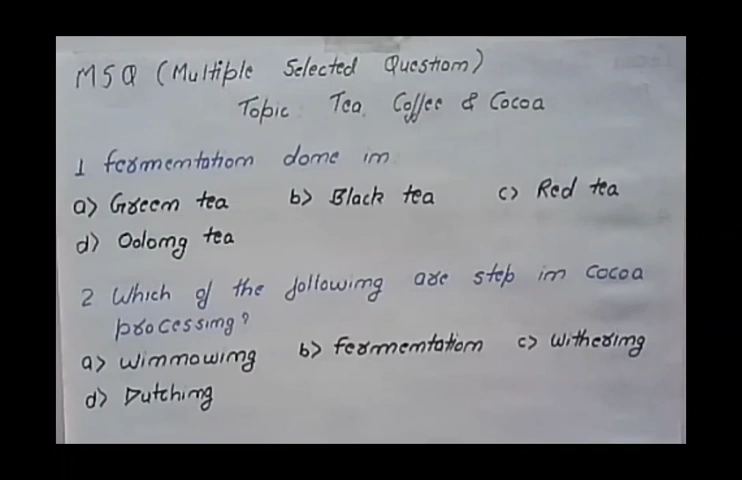 MSQ (Multiple Selected Question)
Topic: Tea, Coffee & Cocoa
1 fermentation done in
a) Green tea b) Black tea c) Red tea
d) Oolong tea
2 Which of the following are step in Cocoa
processing?
a) Winnowing b) fermentation c) Withering
d) Dutching